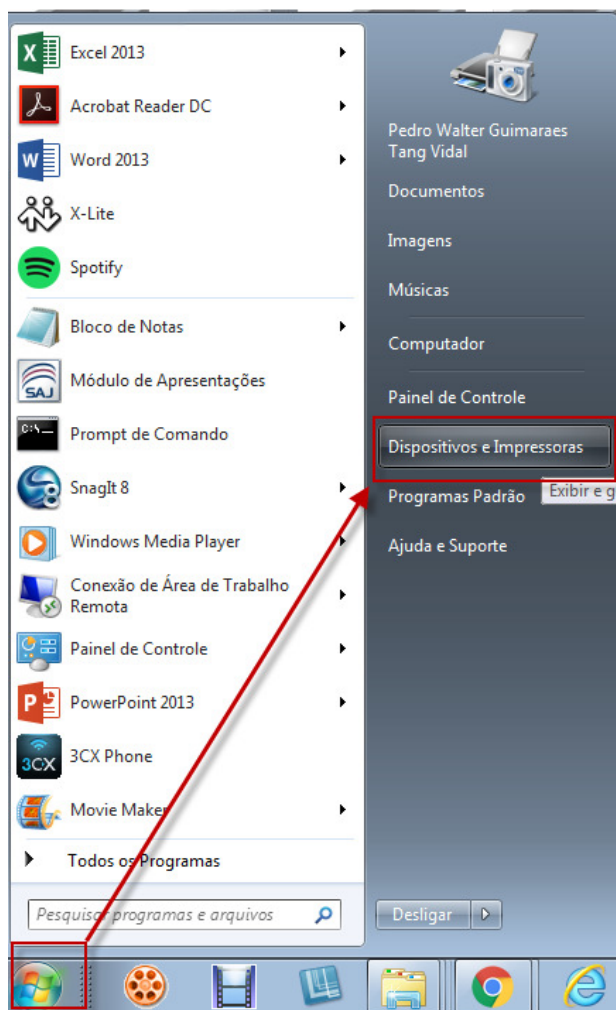 Excel 2013
Acrobat Reader DC
Word 2013
X-Lite
Spotify
Bloco de Notas
SAJ
Módulo de Apresentações
C:\
Prompt de Comando
SnagIt 8
Windows Media Player
Conexão de Área de Trabalho
Remota
Painel de Controle
PowerPoint 2013
3CX
3CX Phone
Movie Maker
Todos os Programas
Pesquisar programas e arquivos
Pedro Walter Guimaraes
Tang Vidal
Documentos
Imagens
Músicas
Computador
Painel de Controle
Dispositivos e Impressoras
Exibir e g
Programas Padrão
Ajuda e Suporte
Desligar